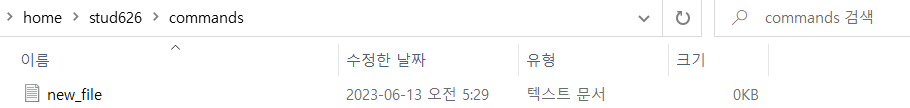 home > stud626 > commands commands 검색
이름 수정한 날짜 유형 크기
new_file 2023-06-13 오전 5:29 텍스트 문서 0KB